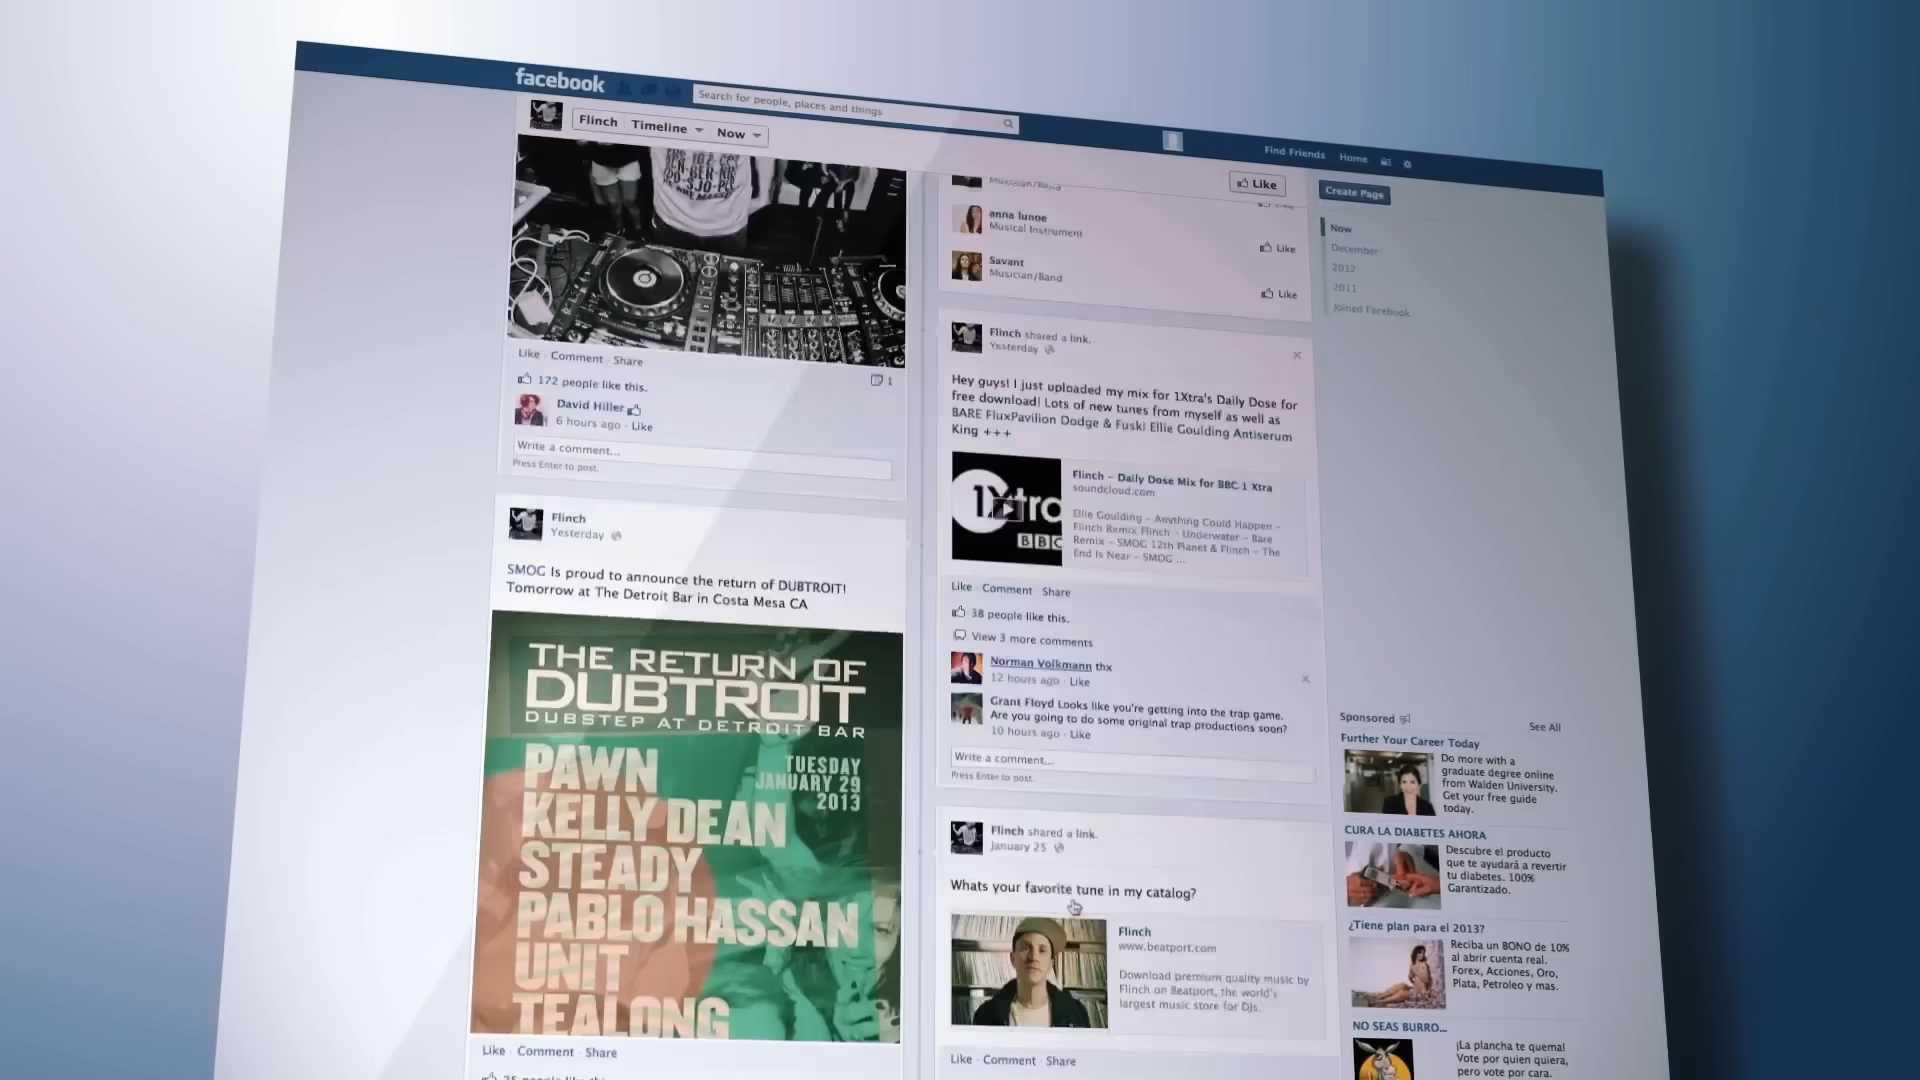 facebook
Search for people, places and things
Find Friends
Home
Flinch
Timeline
Now
Like · Comment · Share
1
172 people like this.
David Hiller
6 hours ago · Like
Write a comment...
Press Enter to post.
Flinch
Yesterday
SMOG Is proud to announce the return of DUBTROIT!
Tomorrow at The Detroit Bar in Costa Mesa CA
THE RETURN OF
DUBTROIT
DUBSTEP AT DETROIT BAR
TUESDAY
JANUARY 29
2013
PAWN
KELLY DEAN
STEADY
PABLO HASSAN
UNIT
TEALONG
Like · Comment · Share
Like
Musician/Band
anna lunoe
Musical Instrument
Like
Savant
Musician/Band
Like
Flinch shared a link.
Yesterday
Hey guys! I just uploaded my mix for 1Xtra's Daily Dose for
free download! Lots of new tunes from myself as well as
BARE FluxPavilion Dodge & Fuski Ellie Goulding Antiserum
King +++
1Xtra
BBC
Flinch – Daily Dose Mix for BBC 1 Xtra
soundcloud.com
Ellie Goulding – Anything Could Happen –
Flinch Remix Flinch - Underwater – Bare
Remix – SMOG 12th Planet & Flinch – The
End Is Near – SMOG ...
Like · Comment · Share
38 people like this.
View 3 more comments
Norman Volkmann thx
12 hours ago · Like
Grant Floyd Looks like you're getting into the trap game.
Are you going to do some original trap productions soon?
10 hours ago · Like
Write a comment...
Press Enter to post.
Flinch shared a link.
January 25
Whats your favorite tune in my catalog?
Flinch
www.beatport.com
Download premium quality music by
Flinch on Beatport, the world's
largest music store for DJs.
Like · Comment · Share
Create Page
Now
December
2012
2011
Joined Facebook
Sponsored
See All
Further Your Career Today
Do more with a
graduate degree online
from Walden University.
Get your free guide
today.
CURA LA DIABETES AHORA
Descubre el producto
que te ayudará a revertir
tu diabetes. 100%
Garantizado.
¿Tiene plan para el 2013?
Reciba un BONO de 10%
al abrir cuenta real.
Forex, Acciones, Oro,
Plata, Petroleo y mas.
NO SEAS BURRO...
¡La plancha te quema!
Vote por quien quiera,
pero vote por cara.